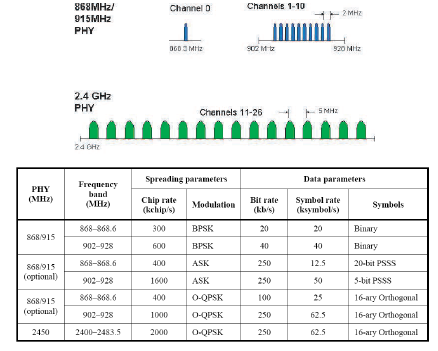 868MHz/
915MHz
PHY
Channel 0
Channels 1-10
2 MHz
868.3 MHz
902 MHz
928 MHz
2.4 GHz
PHY
Channels 11-26
5 MHz
2.4 GHz
PHY (MHz) Frequency band (MHz) Spreading parameters Data parameters
Chip rate (kchip/s) Modulation Bit rate (kb/s) Symbol rate (ksymbol/s) Symbols
868/915 868–868.6 300 BPSK 20 20 Binary
902–928 600 BPSK 40 40 Binary
868/915 (optional) 868–868.6 400 ASK 250 12.5 20-bit PSSS
902–928 1600 ASK 250 50 5-bit PSSS
868/915 (optional) 868–868.6 400 O-QPSK 100 25 16-ary Orthogonal
902–928 1000 O-QPSK 250 62.5 16-ary Orthogonal
2450 2400–2483.5 2000 O-QPSK 250 62.5 16-ary Orthogonal